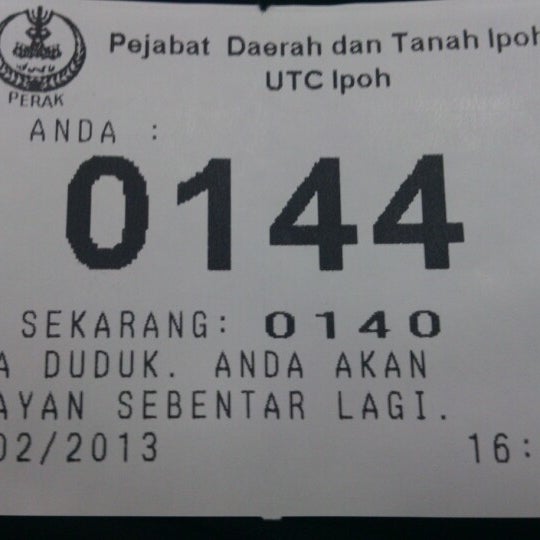 Pejabat Daerah dan Tanah Ipoh
UTC Ipoh
PERAK
ANDA :
0144
SEKARANG: 0140
A DUDUK. ANDA AKAN
AYAN SEBENTAR LAGI.
02/2013 16: